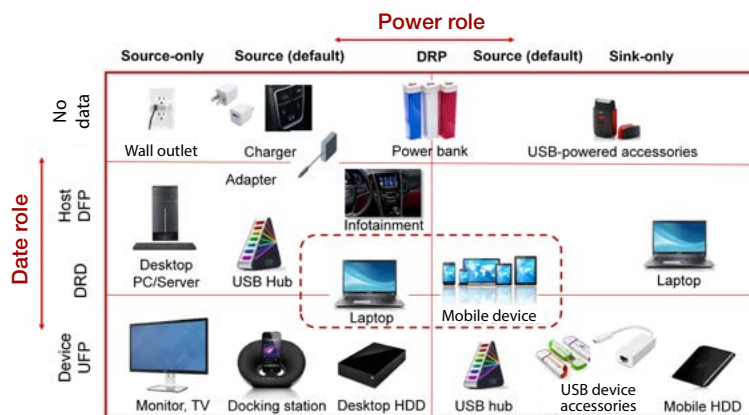 Power role
Source-only
Source (default)
DRP
Source (default)
Sink-only
Date role
No
data
Wall outlet
Charger
Power bank
USB-powered accessories
Adapter
Host
DFP
Infotainment
Desktop
PC/Server
USB Hub
Laptop
DRD
Laptop
Mobile device
Device
UFP
Monitor, TV
Docking station
Desktop HDD
USB hub
USB device
accessories
Mobile HDD